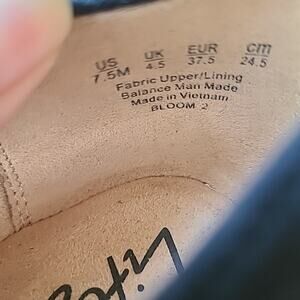 US UK EUR cm
7.5M 4.5 37.5 24.5
Fabric Upper/Lining
Balance Man Made
Made in Vietnam
BLOOM 2